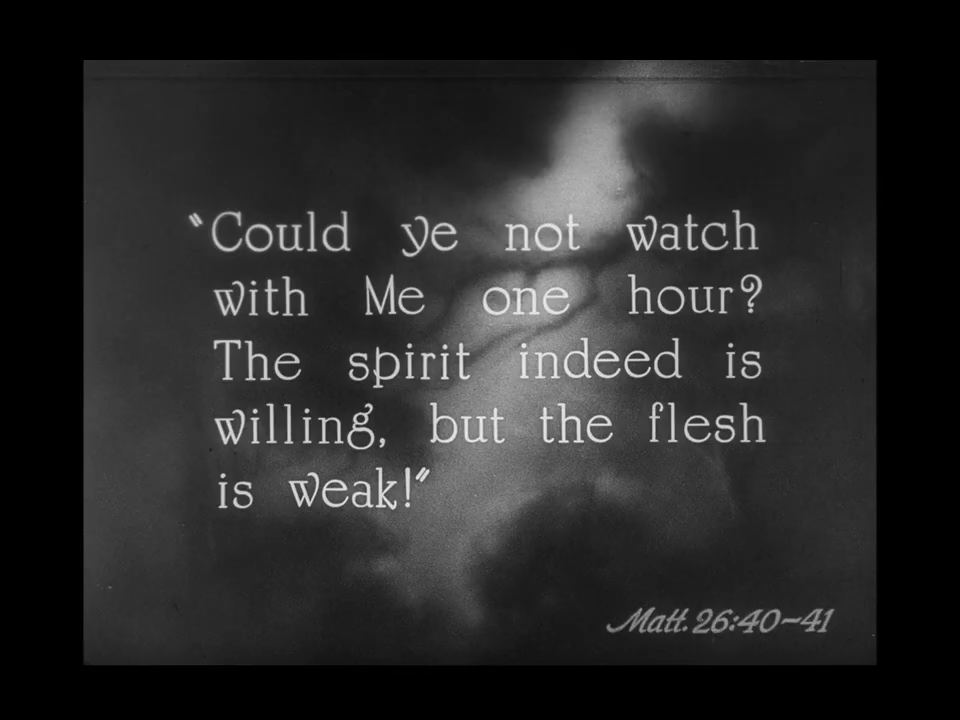 "Could ye not watch
with Me one hour?
The spirit indeed is
willing, but the flesh
is weak!"
Matt. 26:40-41